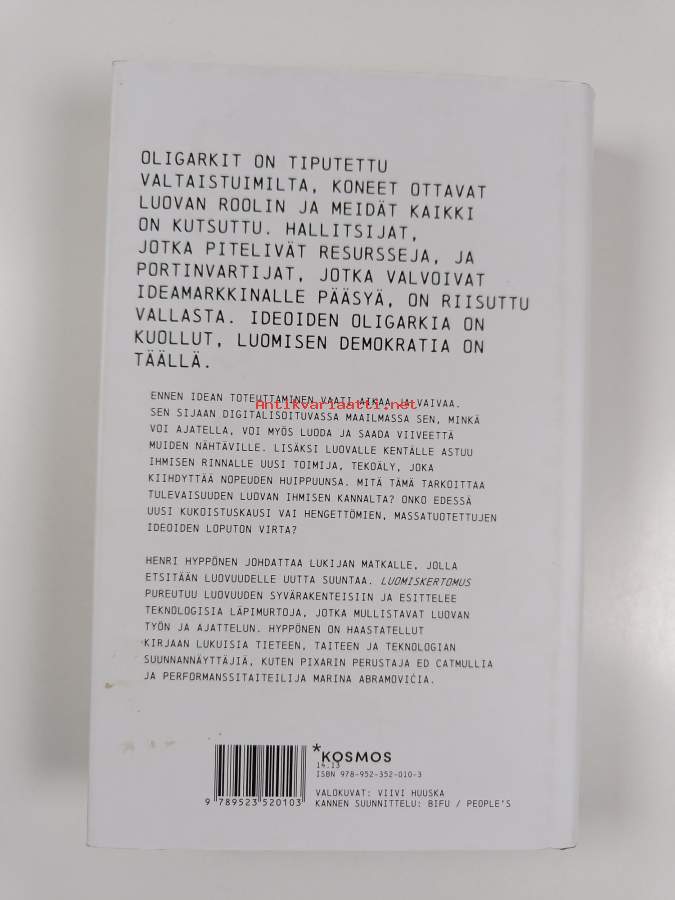 OLIGARKIT ON TIPUTETTU
VALTAISTUIMILTA, KONEET OTTAVAT
LUOVAN ROOLIN JA MEIDÄT KAIKKI
ON KUTSUTTU. HALLITSIJAT,
JOTKA PITELIVÄT RESURSSEJA, JA
PORTINVARTIJAT, JOTKA VALVOIVAT
IDEAMARKKINALLE PÄÄSYÄ, ON RIISUTTU
VALLASTA. IDEOIDEN OLIGARKIA ON
KUOLLUT, LUOMISEN DEMOKRATIA ON
TÄÄLLÄ.
ENNEN IDEAN TOTEUTTAMINEN VAATI AIKAA JA VAIVAA.
Antikvariaatti.net
SEN SIJAAN DIGITALISOITUVASSA MAAILMASSA SEN, MINKÄ
VOI AJATELLA, VOI MYÖS LUODA JA SAADA VIIVEETTÄ
MUIDEN NÄHTÄVILLE. LISÄKSI LUOVALLE KENTÄLLE ASTUU
IHMISEN RINNALLE UUSI TOIMIJA, TEKOÄLY, JOKA
KIIHDYTTÄÄ NOPEUDEN HUIPPUUNSA. MITÄ TÄMÄ TARKOITTAA
TULEVAISUUDEN LUOVAN IHMISEN KANNALTA? ONKO EDESSÄ
UUSI KUKOISTUSKAUSI VAI HENGETTÖMIEN, MASSATUOTETTUJEN
IDEOIDEN LOPUTON VIRTA?
HENRI HYPPÖNEN JOHDATTAA LUKIJAN MATKALLE, JOLLA
ETSITÄÄN LUOVUUDELLE UUTTA SUUNTAA. LUOMISKERTOMUS
PUREUTUU LUOVUUDEN SYVÄRAKENTEISIIN JA ESITTELEE
TEKNOLOGISIA LÄPIMURTOJA, JOTKA MULLISTAVAT LUOVAN
TYÖN JA AJATTELUN. HYPPÖNEN ON HAASTATELLUT
KIRJAAN LUKUISIA TIETEEN, TAITEEN JA TEKNOLOGIAN
SUUNNANNÄYTTÄJIÄ, KUTEN PIXARIN PERUSTAJA ED CATMULLIA
JA PERFORMANSSITAITEILIJA MARINA ABRAMOVIĆIA.
*KOSMOS
14.13
ISBN 978-952-352-010-3
9 789523 520103
VALOKUVAT: VIIVI HUUSKA
KANNEN SUUNNITTELU: BIFU / PEOPLE'S